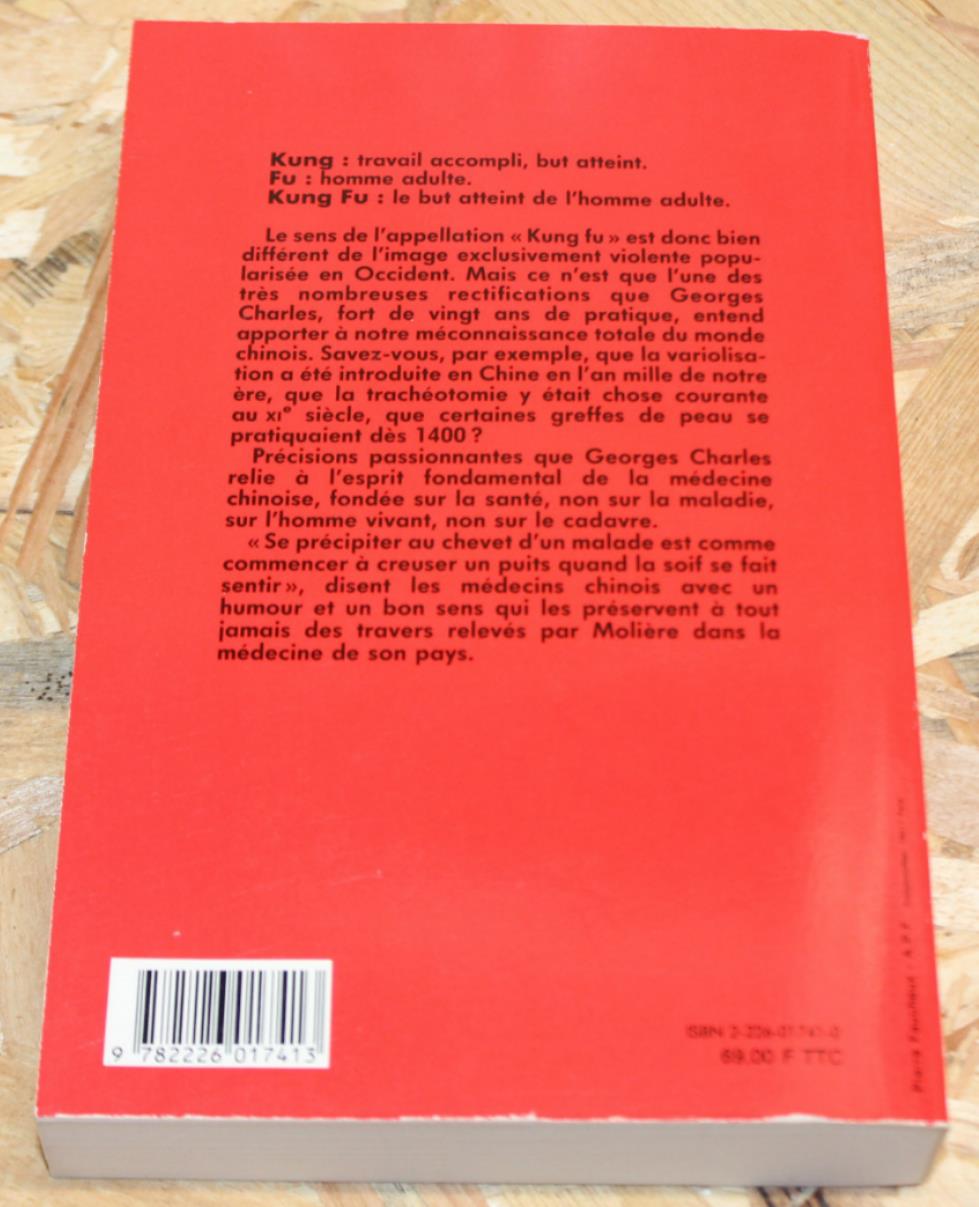 Kung : travail accompli, but atteint.
Fu : homme adulte.
Kung Fu : le but atteint de l'homme adulte.
Le sens de l'appellation « Kung fu » est donc bien
différent de l'image exclusivement violente popu-
larisée en Occident. Mais ce n'est que l'une des
très nombreuses rectifications que Georges
Charles, fort de vingt ans de pratique, entend
apporter à notre méconnaissance totale du monde
chinois. Savez-vous, par exemple, que la variolisa-
tion a été introduite en Chine en l'an mille de notre
ère, que la trachéotomie y était chose courante
au XIe siècle, que certaines greffes de peau se
pratiquaient dès 1400 ?
Précisions passionnantes que Georges Charles
relie à l'esprit fondamental de la médecine
chinoise, fondée sur la santé, non sur la maladie,
sur l'homme vivant, non sur le cadavre.
« Se précipiter au chevet d'un malade est comme
commencer à creuser un puits quand la soif se fait
sentir », disent les médecins chinois avec un
humour et un bon sens qui les préservent à tout
jamais des travers relevés par Molière dans la
médecine de son pays.
9 782226 017413
ISBN 2-226-01741-0
69,00 F TTC
Pierre